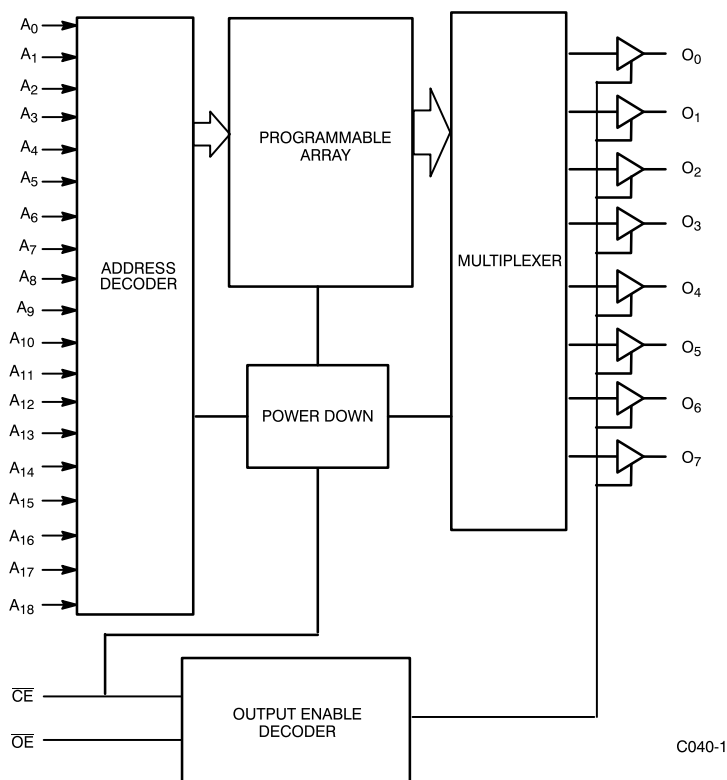 A0
A1
A2
A3
A4
A5
A6
A7
A8
A9
A10
A11
A12
A13
A14
A15
A16
A17
A18
ADDRESS
DECODER
PROGRAMMABLE
ARRAY
POWER DOWN
MULTIPLEXER
O0
O1
O2
O3
O4
O5
O6
O7
CE
OE
OUTPUT ENABLE
DECODER
C040-1